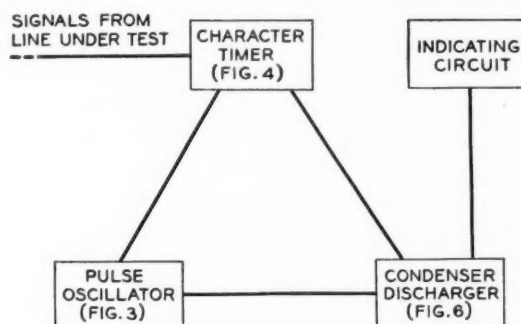 SIGNALS FROM
LINE UNDER TEST
CHARACTER
TIMER
(FIG. 4)
INDICATING
CIRCUIT
PULSE
OSCILLATOR
(FIG. 3)
CONDENSER
DISCHARGER
(FIG. 6)